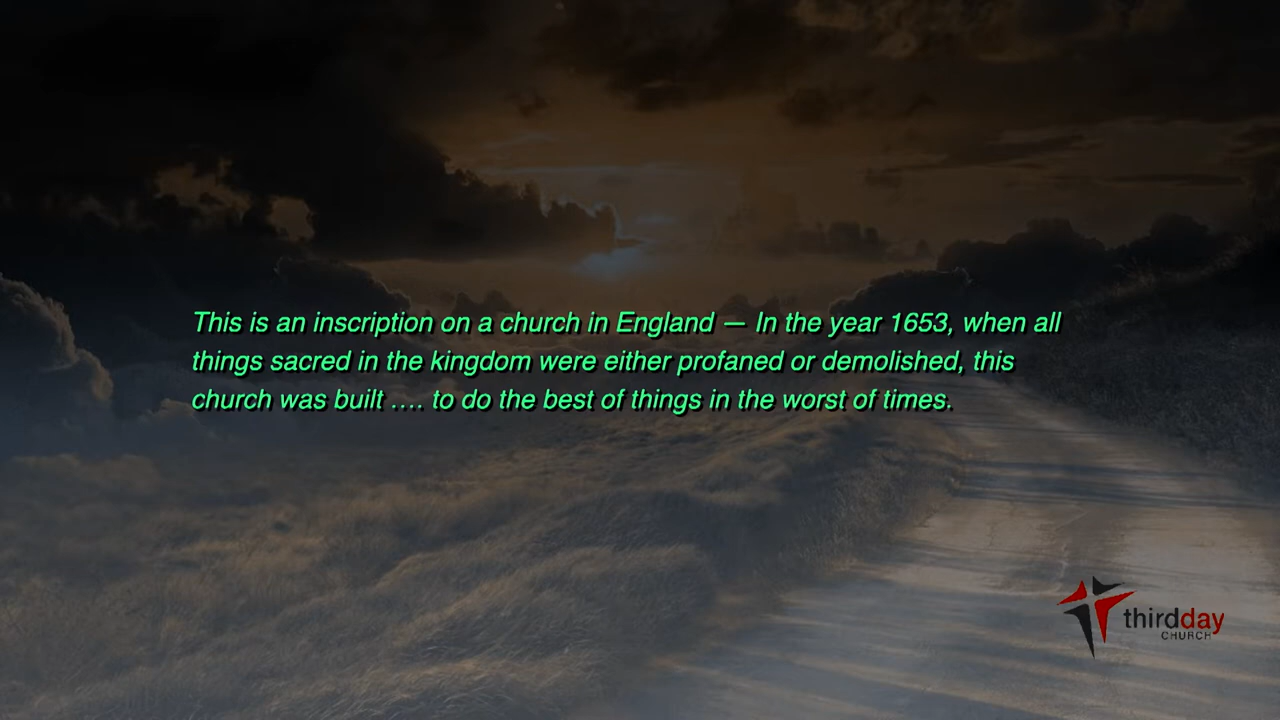 This is an inscription on a church in England — In the year 1653, when all
things sacred in the kingdom were either profaned or demolished, this
church was built .... to do the best of things in the worst of times.
thirdday
CHURCH